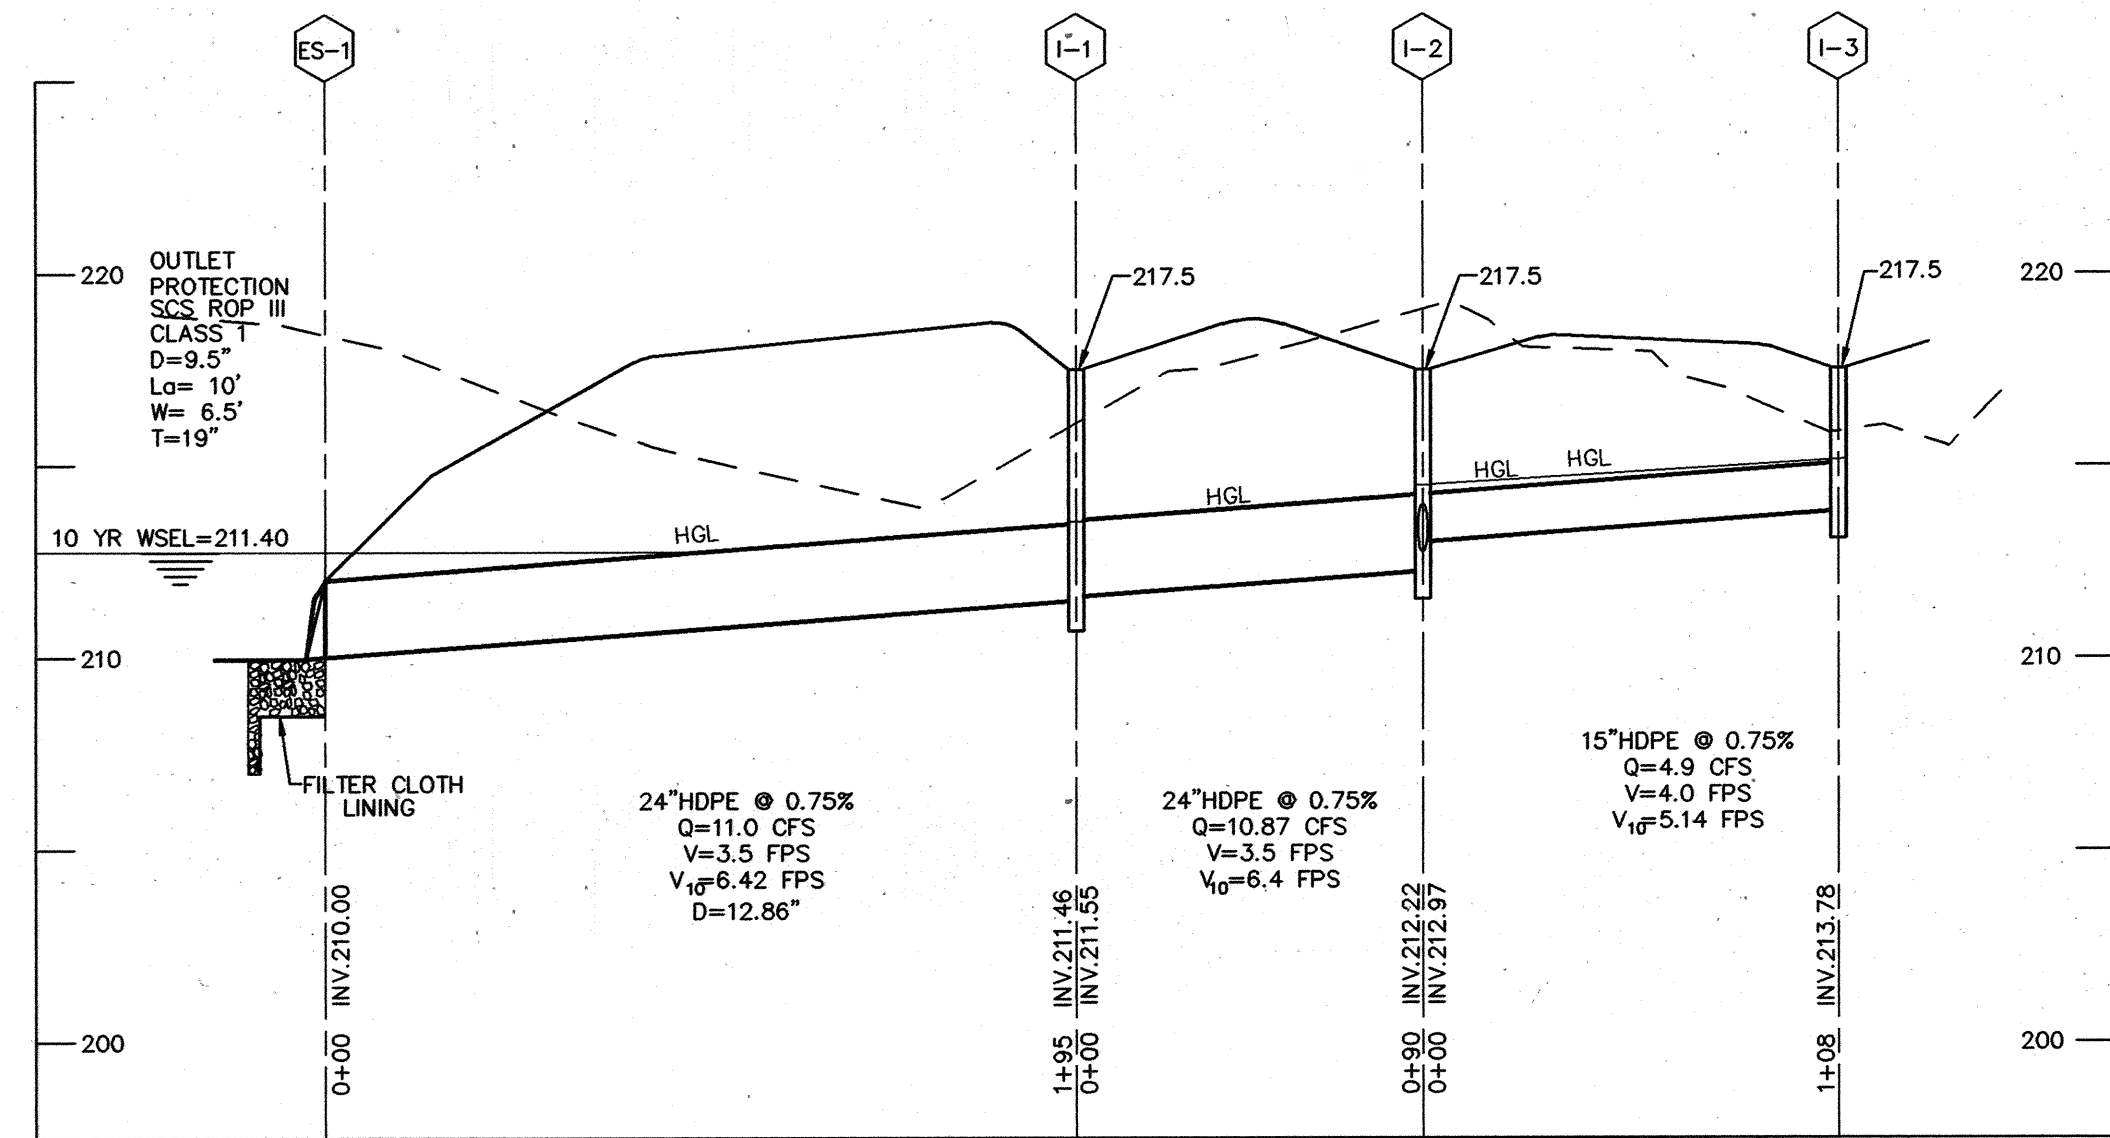 ES-1
I-1
I-2
I-3
220
OUTLET
PROTECTION
SCS ROP III
CLASS 1
D=9.5"
La= 10'
W= 6.5'
T=19"
217.5
217.5
217.5
220
HGL
HGL
HGL
HGL
10 YR WSEL=211.40
210
210
FILTER CLOTH
LINING
24"HDPE @ 0.75%
Q=11.0 CFS
V=3.5 FPS
V10=6.42 FPS
D=12.86"
24"HDPE @ 0.75%
Q=10.87 CFS
V=3.5 FPS
V10=6.4 FPS
15"HDPE @ 0.75%
Q=4.9 CFS
V=4.0 FPS
V10=5.14 FPS
200
0+00 INV.210.00
1+95 INV.211.46
0+00 INV.211.55
0+90 INV.212.22
0+00 INV.212.97
1+08 INV.213.78
200